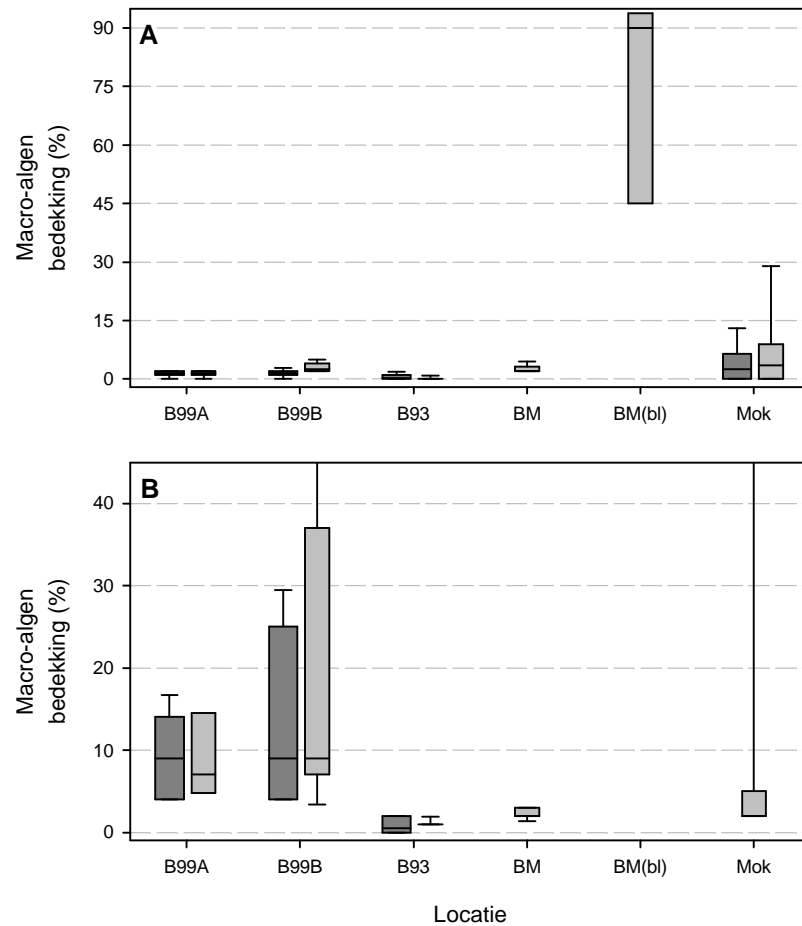 A
90
75
60
45
30
15
0
Macro-algen
bedekking (%)
B99A B99B B93 BM BM(bl) Mok
B
40
30
20
10
0
Macro-algen
bedekking (%)
B99A B99B B93 BM BM(bl) Mok
Locatie